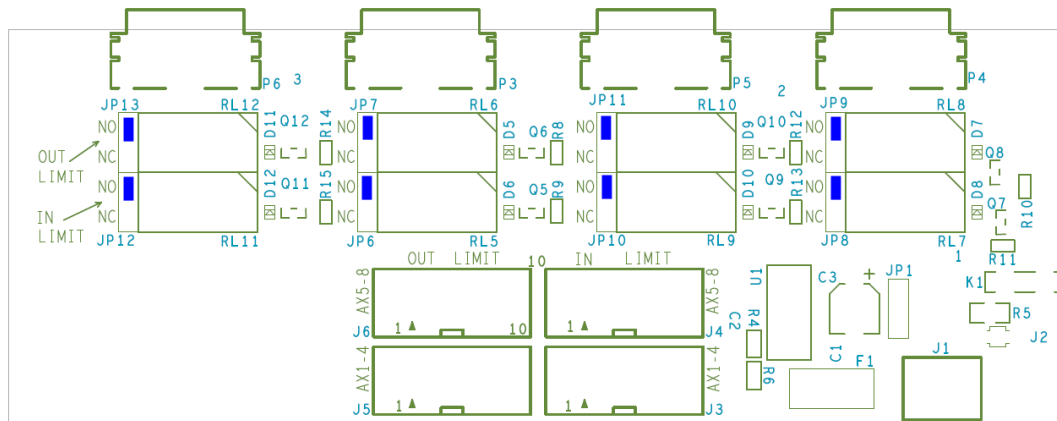 P6 3 P3 P5 2 P4
JP13 RL12 JP7 RL6 JP11 RL10 JP9 RL8
NO D11 Q12 R14 NO D5 Q6 R8 NO D9 Q10 R12 NO D7
OUT LIMIT NC NC NC NC Q8
NO D12 Q11 R15 NO D6 Q5 R9 NO D10 Q9 R13 NO D8 Q7 R10
IN LIMIT NC NC NC NC
JP12 RL11 JP6 RL5 JP10 RL9 JP8 RL7
1 R11
OUT LIMIT 10 IN LIMIT
AX5-8 AX5-8 U1 C3 + JP1 K1
J6 1 10 1 J4 C2 R4 R5
J2
AX1-4 AX1-4 R6 C1 F1 J1
J5 1 1 J3